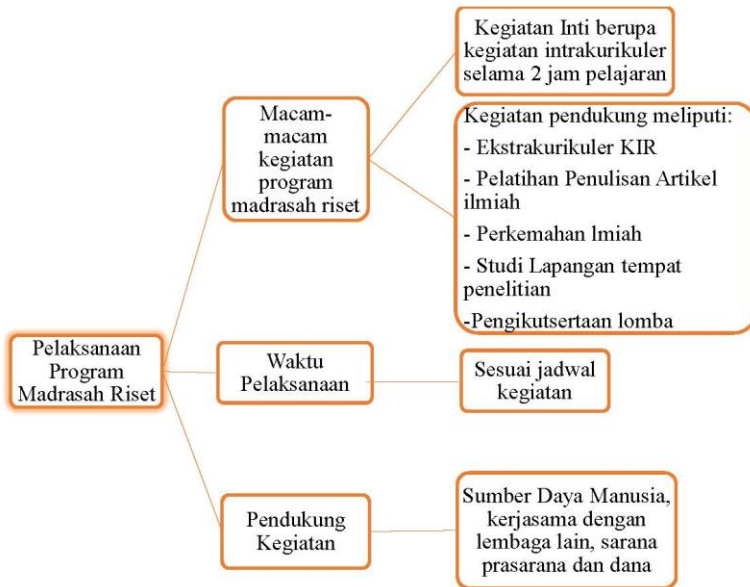 Pelaksanaan
Program
Madrasah Riset
Macam-
macam
kegiatan
program
madrasah riset
Kegiatan Inti berupa
kegiatan intrakurikuler
selama 2 jam pelajaran
Kegiatan pendukung meliputi:
- Ekstrakurikuler KIR
- Pelatihan Penulisan Artikel
ilmiah
- Perkemahan lmiah
- Studi Lapangan tempat
penelitian
-Pengikutsertaan lomba
Waktu
Pelaksanaan
Sesuai jadwal
kegiatan
Pendukung
Kegiatan
Sumber Daya Manusia,
kerjasama dengan
lembaga lain, sarana
prasarana dan dana